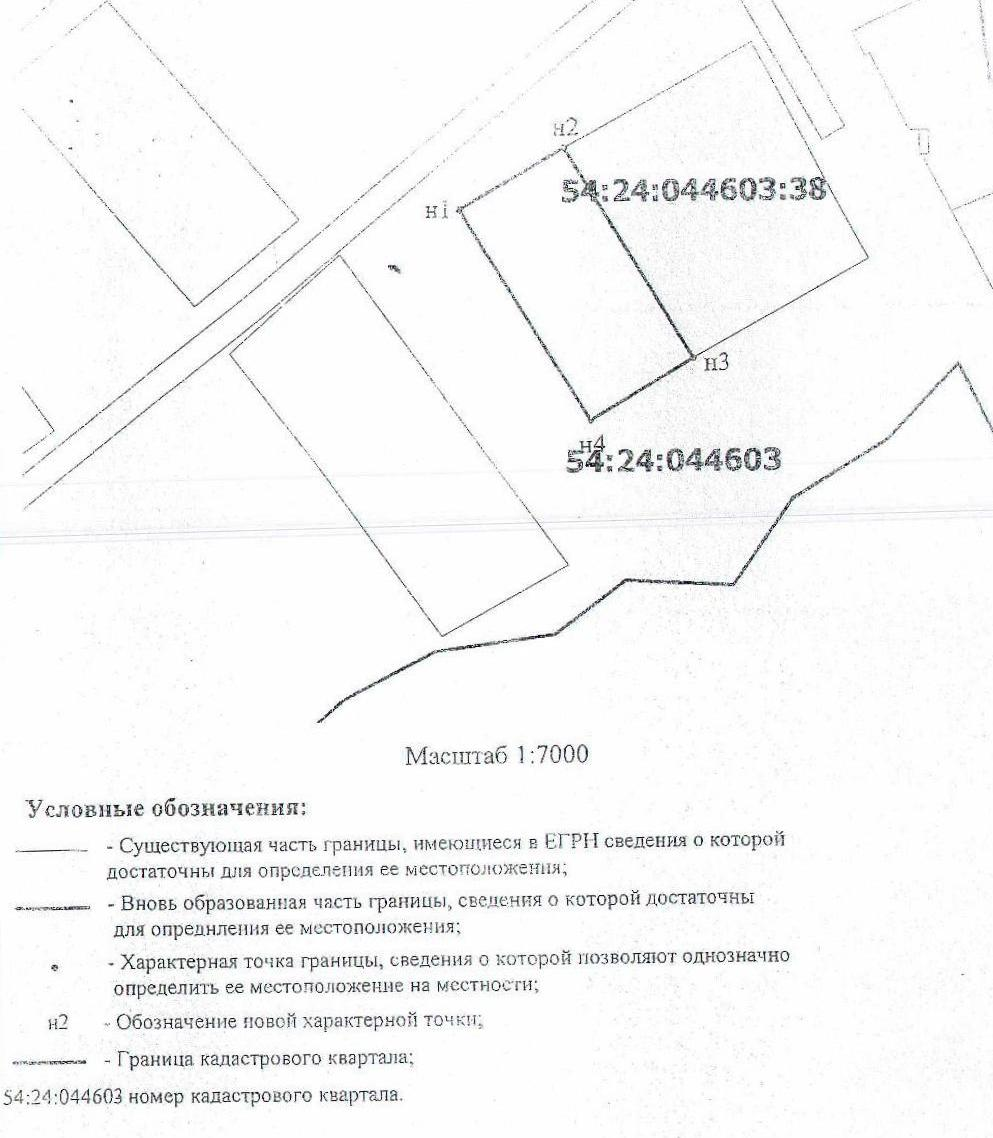 н2
54:24:044603:38
н1
н3
н4
54:24:044603
Масштаб 1:7000
Условные обозначения:
- Существующая часть границы, имеющиеся в ЕГРН сведения о которой
достаточны для определения ее местоположения;
- Вновь образованная часть границы, сведения о которой достаточны
для опреднления ее местоположения;
- Характерная точка границы, сведения о которой позволяют однозначно
определить ее местоположение на местности;
н2 - Обозначение новой характерной точки;
- Граница кадастрового квартала;
54:24:044603 номер кадастрового квартала.